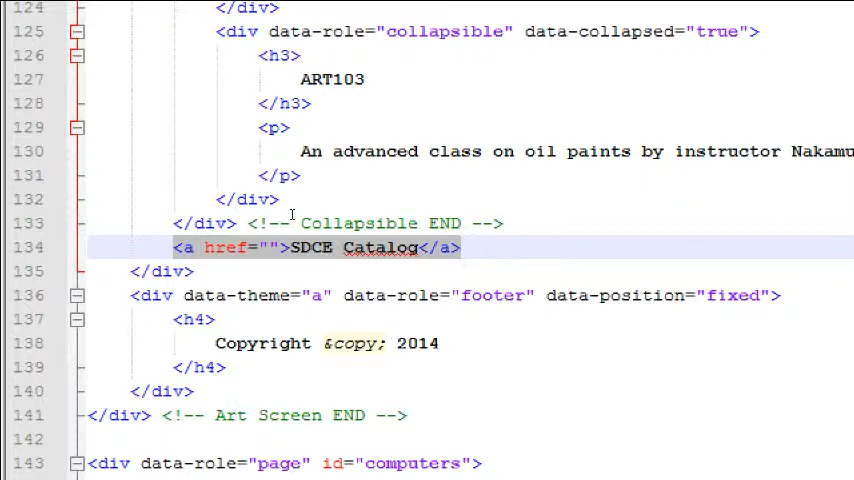 124 </div>
125 <div data-role="collapsible" data-collapsed="true">
126 <h3>
127 ART103
128 </h3>
129 <p>
130 An advanced class on oil paints by instructor Nakamu
131 </p>
132 </div>
133 </div> <!-- Collapsible END -->
134 <a href="">SDCE Catalog</a>
135 </div>
136 <div data-theme="a" data-role="footer" data-position="fixed">
137 <h4>
138 Copyright &copy; 2014
139 </h4>
140 </div>
141 </div> <!-- Art Screen END -->
142
143 <div data-role="page" id="computers">